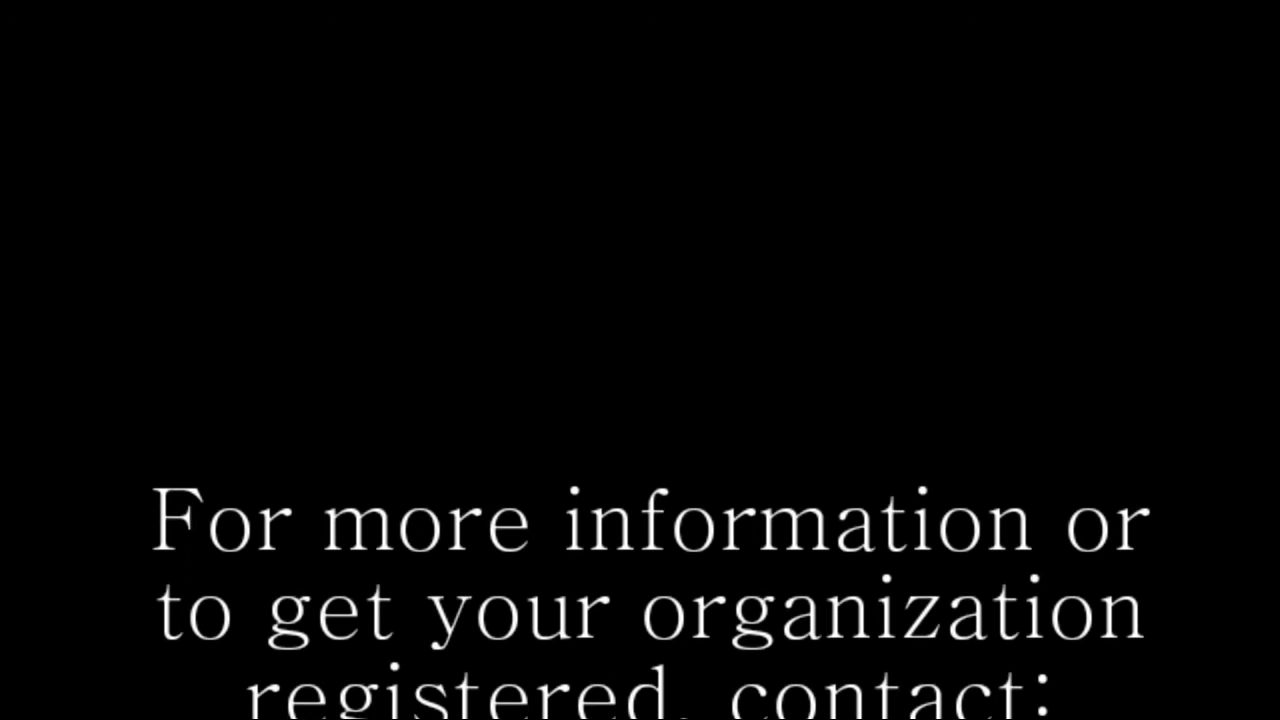 For more information or
to get your organization
registered, contact: